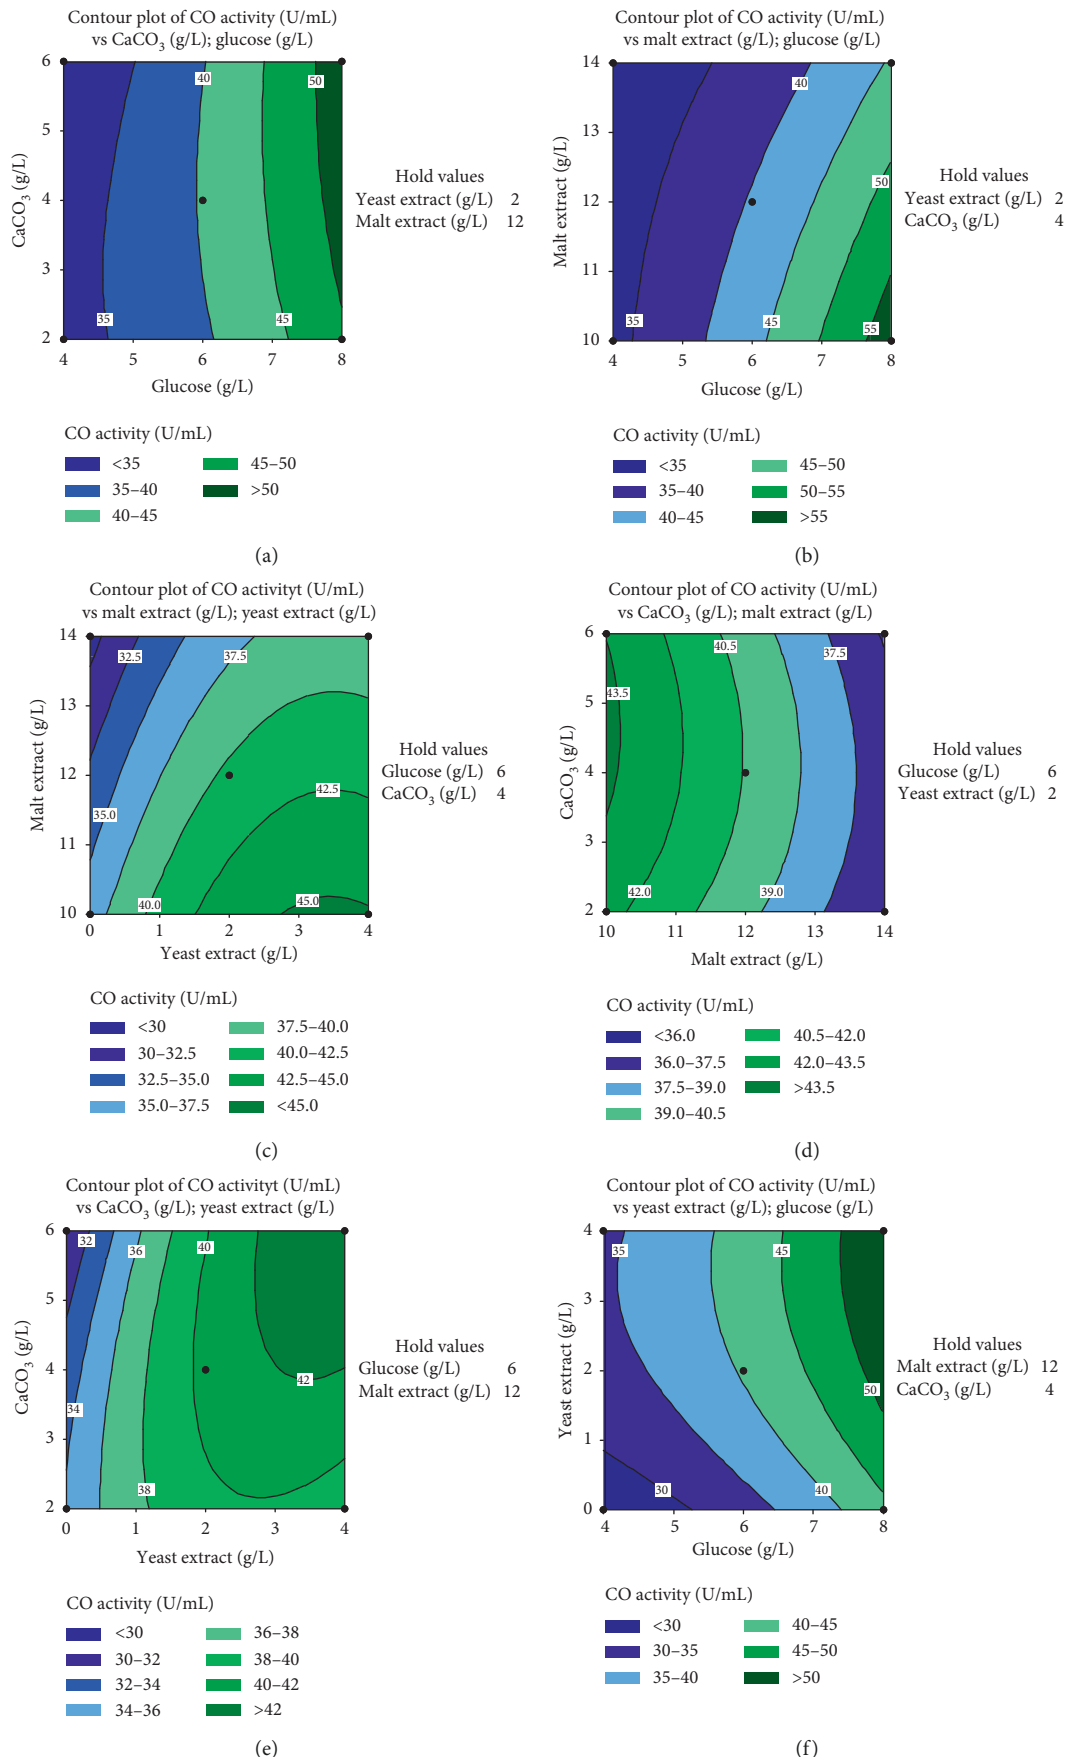 Contour plot of CO activity (U/mL)
vs CaCO3 (g/L); glucose (g/L)
6
5
4
3
2
CaCO3 (g/L)
40
50
35
45
4 5 6 7 8
Glucose (g/L)
Hold values
Yeast extract (g/L) 2
Malt extract (g/L) 12
CO activity (U/mL)
<35 45–50
35–40 >50
40–45
(a)
Contour plot of CO activity (U/mL)
vs malt extract (g/L); glucose (g/L)
14
13
12
11
10
Malt extract (g/L)
40
50
35
45
55
4 5 6 7 8
Glucose (g/L)
Hold values
Yeast extract (g/L) 2
CaCO3 (g/L) 4
CO activity (U/mL)
<35 45–50
35–40 50–55
40–45 >55
(b)
Contour plot of CO activityt (U/mL)
vs malt extract (g/L); yeast extract (g/L)
14
13
12
11
10
Malt extract (g/L)
32.5
37.5
42.5
35.0
40.0
45.0
0 1 2 3 4
Yeast extract (g/L)
Hold values
Glucose (g/L) 6
CaCO3 (g/L) 4
CO activity (U/mL)
<30 37.5–40.0
30–32.5 40.0–42.5
32.5–35.0 42.5–45.0
35.0–37.5 <45.0
(c)
Contour plot of CO activity (U/mL)
vs CaCO3 (g/L); malt extract (g/L)
6
5
4
3
2
CaCO3 (g/L)
40.5
37.5
43.5
42.0
39.0
10 11 12 13 14
Malt extract (g/L)
Hold values
Glucose (g/L) 6
Yeast extract (g/L) 2
CO activity (U/mL)
<36.0 40.5–42.0
36.0–37.5 42.0–43.5
37.5–39.0 >43.5
39.0–40.5
(d)
Contour plot of CO activityt (U/mL)
vs CaCO3 (g/L); yeast extract (g/L)
6
5
4
3
2
CaCO3 (g/L)
32
36
40
42
34
38
0 1 2 3 4
Yeast extract (g/L)
Hold values
Glucose (g/L) 6
Malt extract (g/L) 12
CO activity (U/mL)
<30 36–38
30–32 38–40
32–34 40–42
34–36 >42
(e)
Contour plot of CO activity (U/mL)
vs yeast extract (g/L); glucose (g/L)
4
3
2
1
0
Yeast extract (g/L)
35
45
50
30
40
4 5 6 7 8
Glucose (g/L)
Hold values
Malt extract (g/L) 12
CaCO3 (g/L) 4
CO activity (U/mL)
<30 40–45
30–35 45–50
35–40 >50
(f)